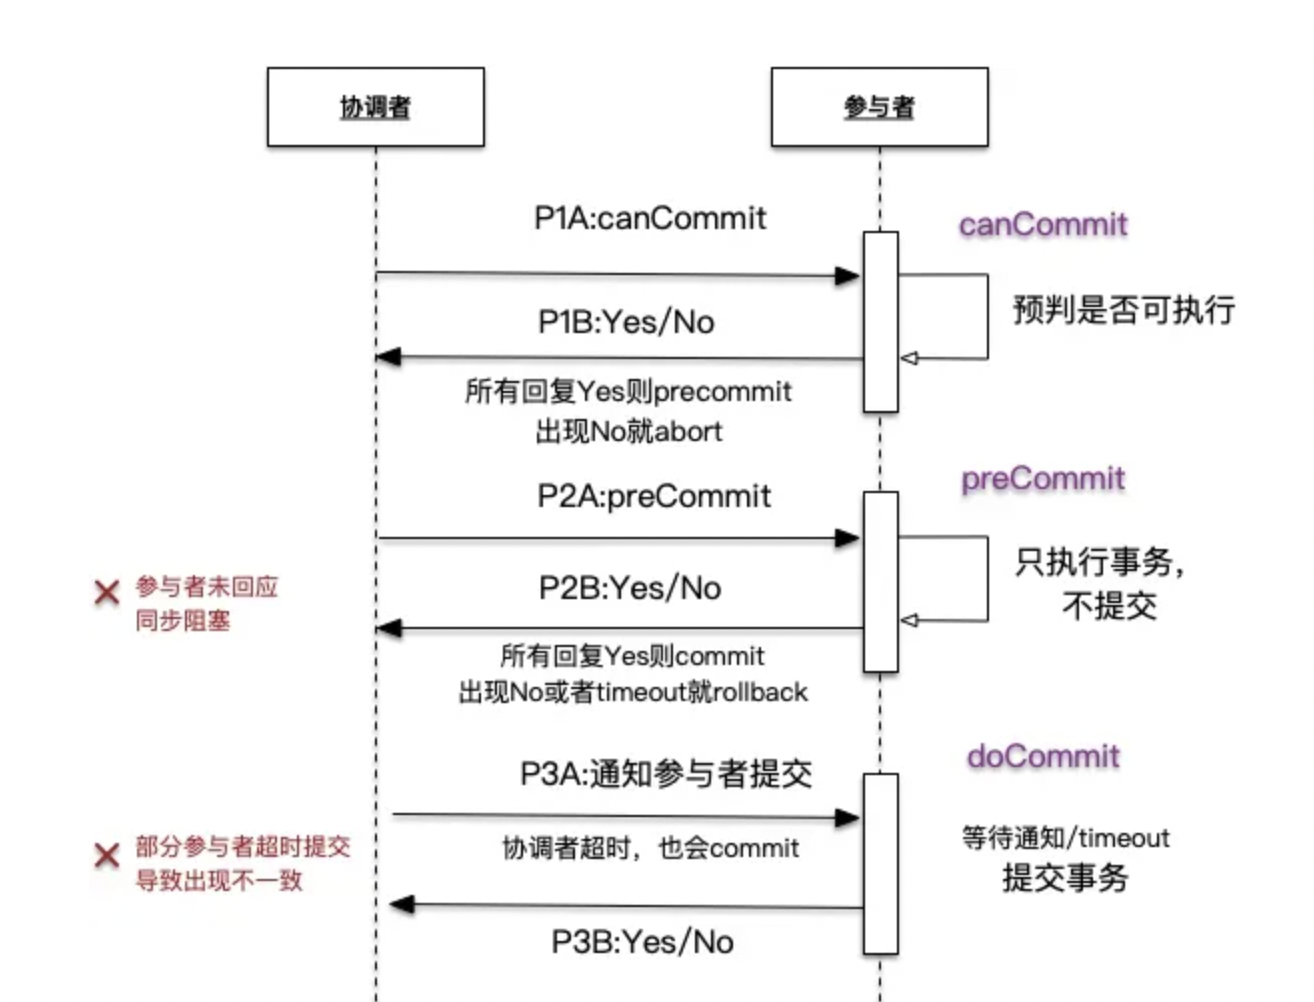 协调者
参与者
P1A:canCommit
canCommit
预判是否可执行
P1B:Yes/No
所有回复Yes则precommit
出现No就abort
P2A:preCommit
preCommit
只执行事务，
不提交
参与者未回应
同步阻塞
P2B:Yes/No
所有回复Yes则commit
出现No或者timeout就rollback
P3A:通知参与者提交
doCommit
部分参与者超时提交
导致出现不一致
协调者超时，也会commit
等待通知/timeout
提交事务
P3B:Yes/No